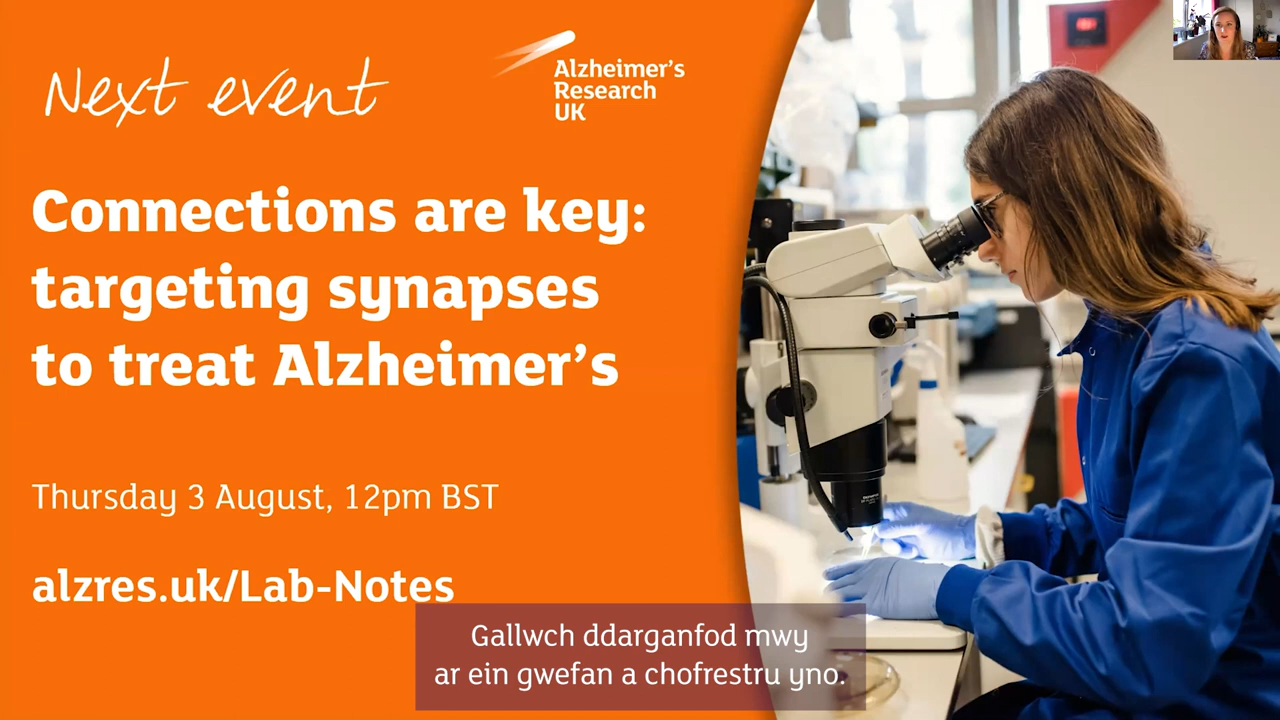 Next event
Alzheimer's
Research
UK
Connections are key:
targeting synapses
to treat Alzheimer's
Thursday 3 August, 12pm BST
alzres.uk/Lab-Notes
Gallwch ddarganfod mwy
ar ein gwefan a chofrestru yno.